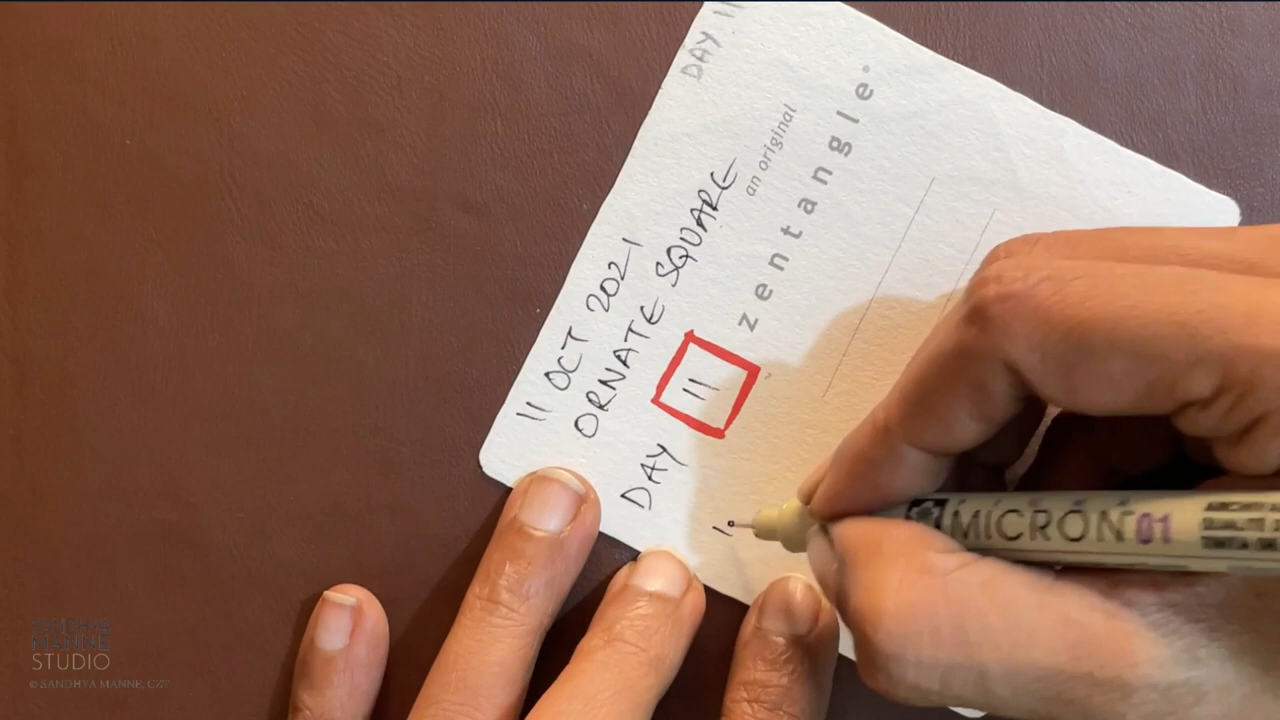 DAY 11
11 OCT 2021
ORNATE SQUARE
an original
DAY 11
zentangle®
1.
MICRON 01
SANDHYA
MANNE
STUDIO
© SANDHYA MANNE, CZT